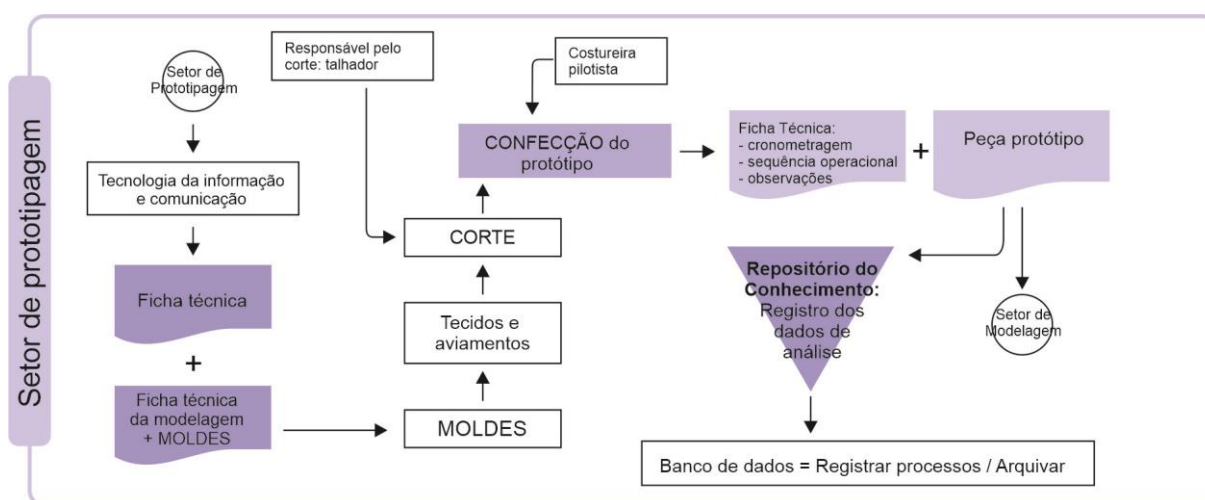 Setor de prototipagem
Setor de
Prototipagem
Tecnologia da informação
e comunicação
Ficha técnica
+
Ficha técnica
da modelagem
+ MOLDES
MOLDES
Tecidos e
aviamentos
CORTE
Responsável pelo
corte: talhador
Costureira
pilotista
CONFECÇÃO do
protótipo
Ficha Técnica:
- cronometragem
- sequência operacional
- observações
+
Peça protótipo
Repositório do
Conhecimento:
Registro dos
dados de
análise
Setor de
Modelagem
Banco de dados = Registrar processos / Arquivar